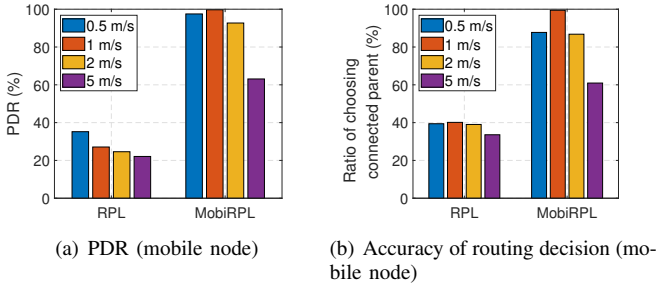 100
80
60
40
20
0
PDR (%)
0.5 m/s
1 m/s
2 m/s
5 m/s
RPL
MobiRPL
(a) PDR (mobile node)
100
80
60
40
20
0
Ratio of choosing
connected parent (%)
0.5 m/s
1 m/s
2 m/s
5 m/s
RPL
MobiRPL
(b) Accuracy of routing decision (mo-
bile node)